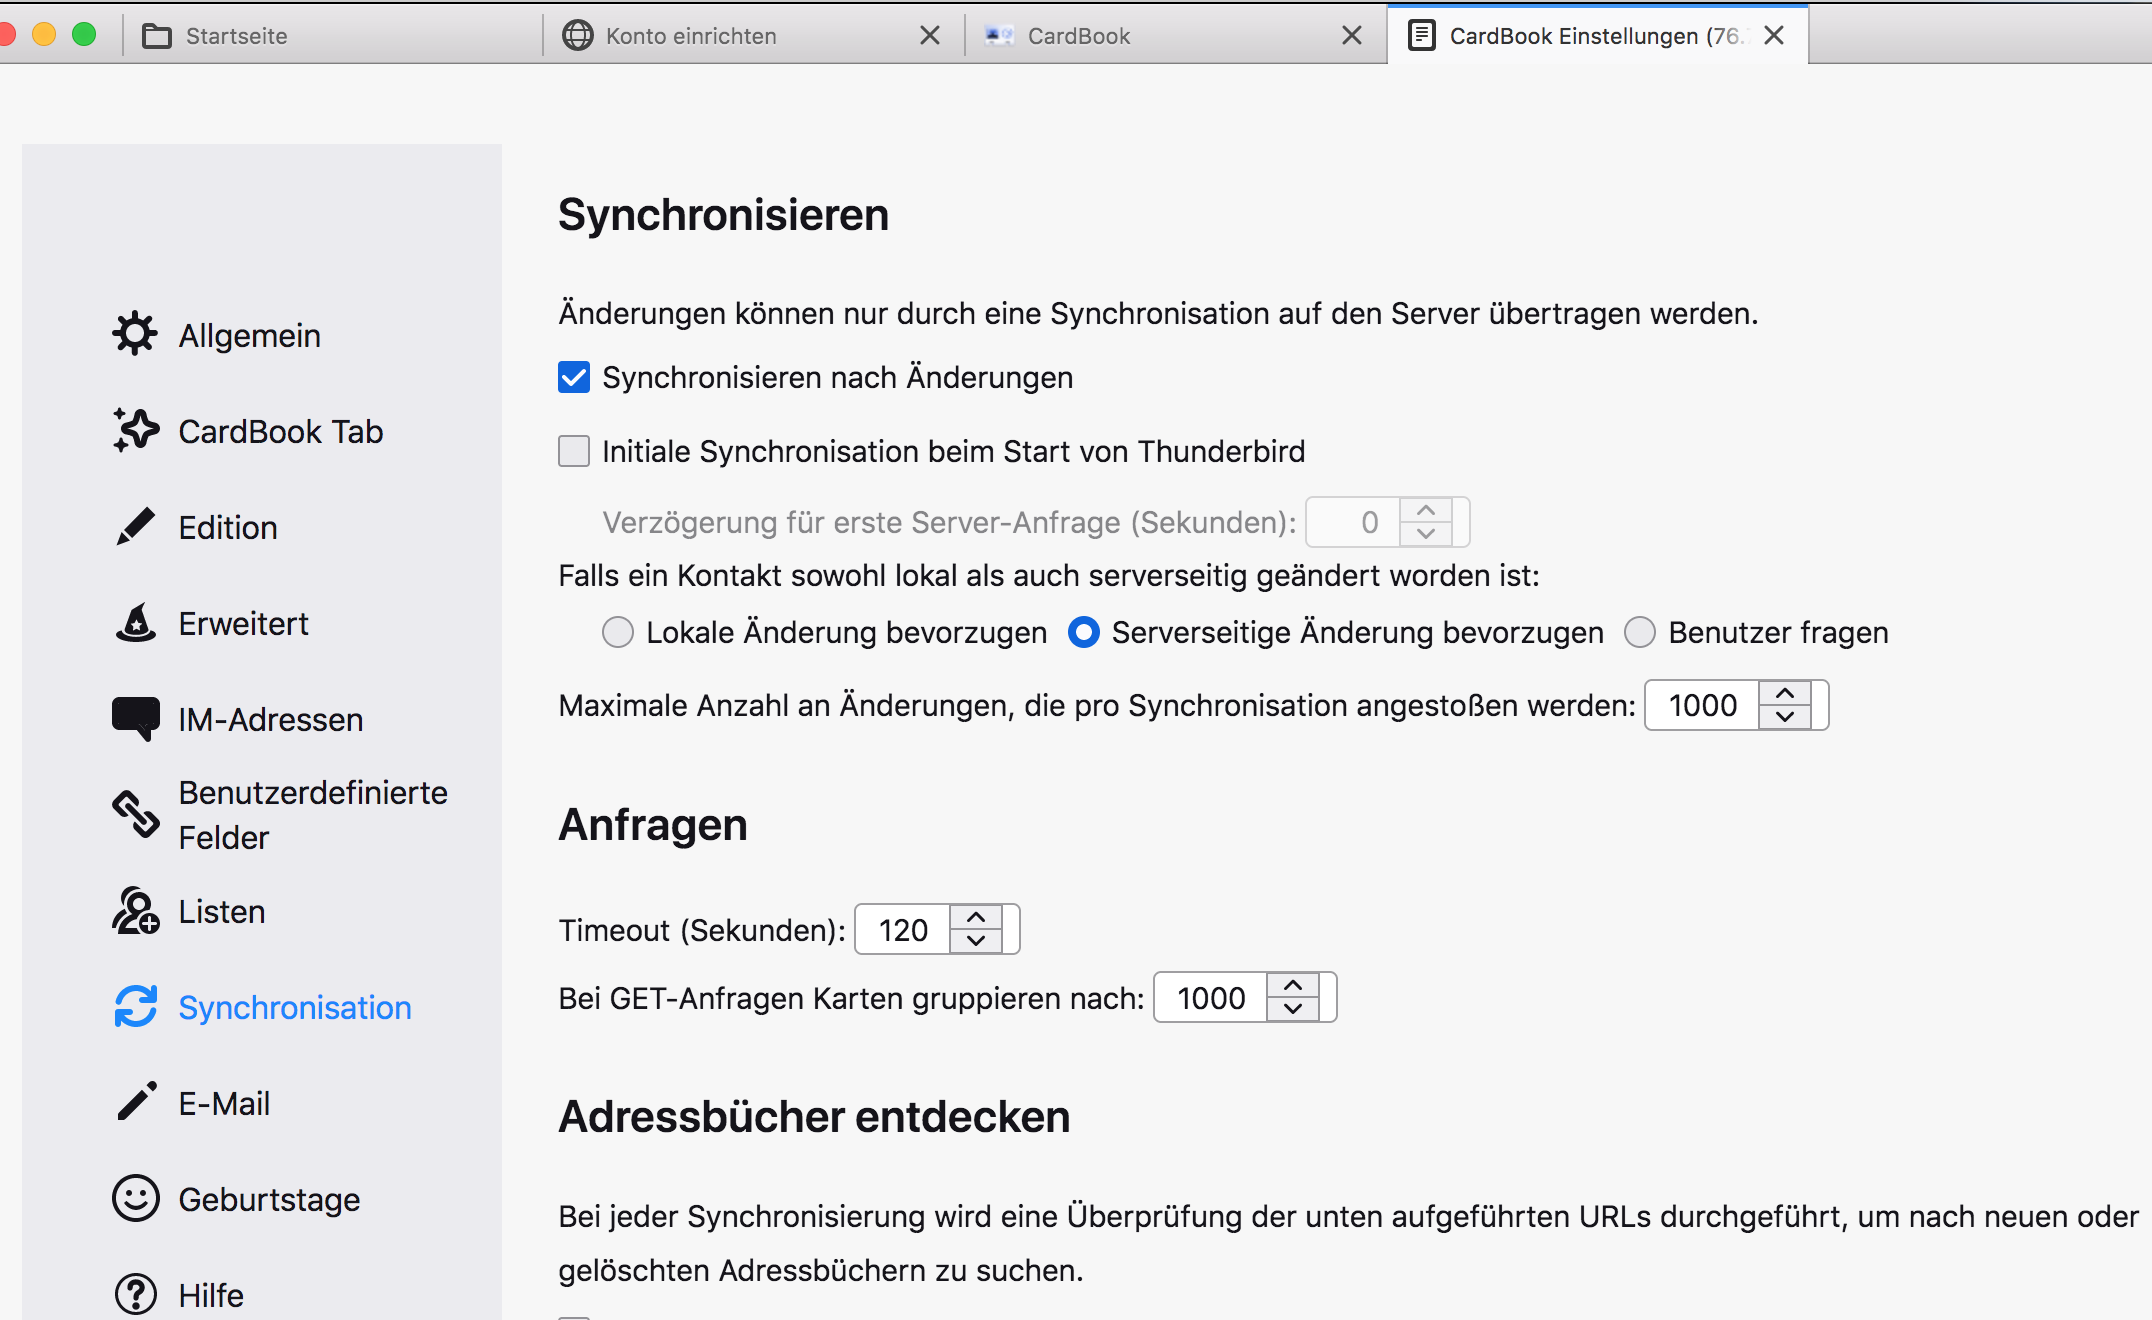 Startseite
Konto einrichten
CardBook
CardBook Einstellungen (76.
Synchronisieren
Änderungen können nur durch eine Synchronisation auf den Server übertragen werden.
Synchronisieren nach Änderungen
Initiale Synchronisation beim Start von Thunderbird
Verzögerung für erste Server-Anfrage (Sekunden): 0
Falls ein Kontakt sowohl lokal als auch serverseitig geändert worden ist:
Lokale Änderung bevorzugen Serverseitige Änderung bevorzugen Benutzer fragen
Maximale Anzahl an Änderungen, die pro Synchronisation angestoßen werden: 1000
Anfragen
Timeout (Sekunden): 120
Bei GET-Anfragen Karten gruppieren nach: 1000
Adressbücher entdecken
Bei jeder Synchronisierung wird eine Überprüfung der unten aufgeführten URLs durchgeführt, um nach neuen oder
gelöschten Adressbüchern zu suchen.
Allgemein
CardBook Tab
Edition
Erweitert
IM-Adressen
Benutzerdefinierte
Felder
Listen
Synchronisation
E-Mail
Geburtstage
Hilfe